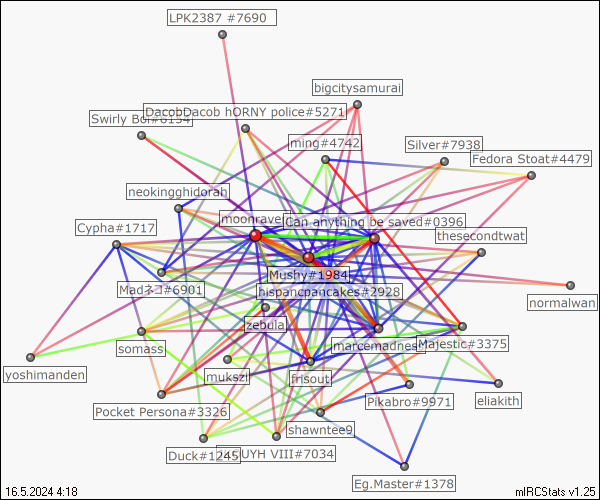 LPK2387 #7690
bigcitysamurai
DacobDacob hORNY police#5271
Swirly
ming#4742
Silver#7938
Fedora Stoat#4479
neokingghidorah
moonrave
Can anything be saved#0396
Cypha#1717
thesecondtwat
Mushy#1984
Madネコ#6901
hispancpancakes#2928
normalwan
zebula
somass
marcemadnes
Majestic#3375
yoshimanden
mukszi
frisout
Pocket Persona#3326
Pikabro#9971
eliakith
shawntee9
Duck#1245
UYH VIII#7034
Eg.Master#1378
16.5.2024 4:18
mIRCStats v1.25